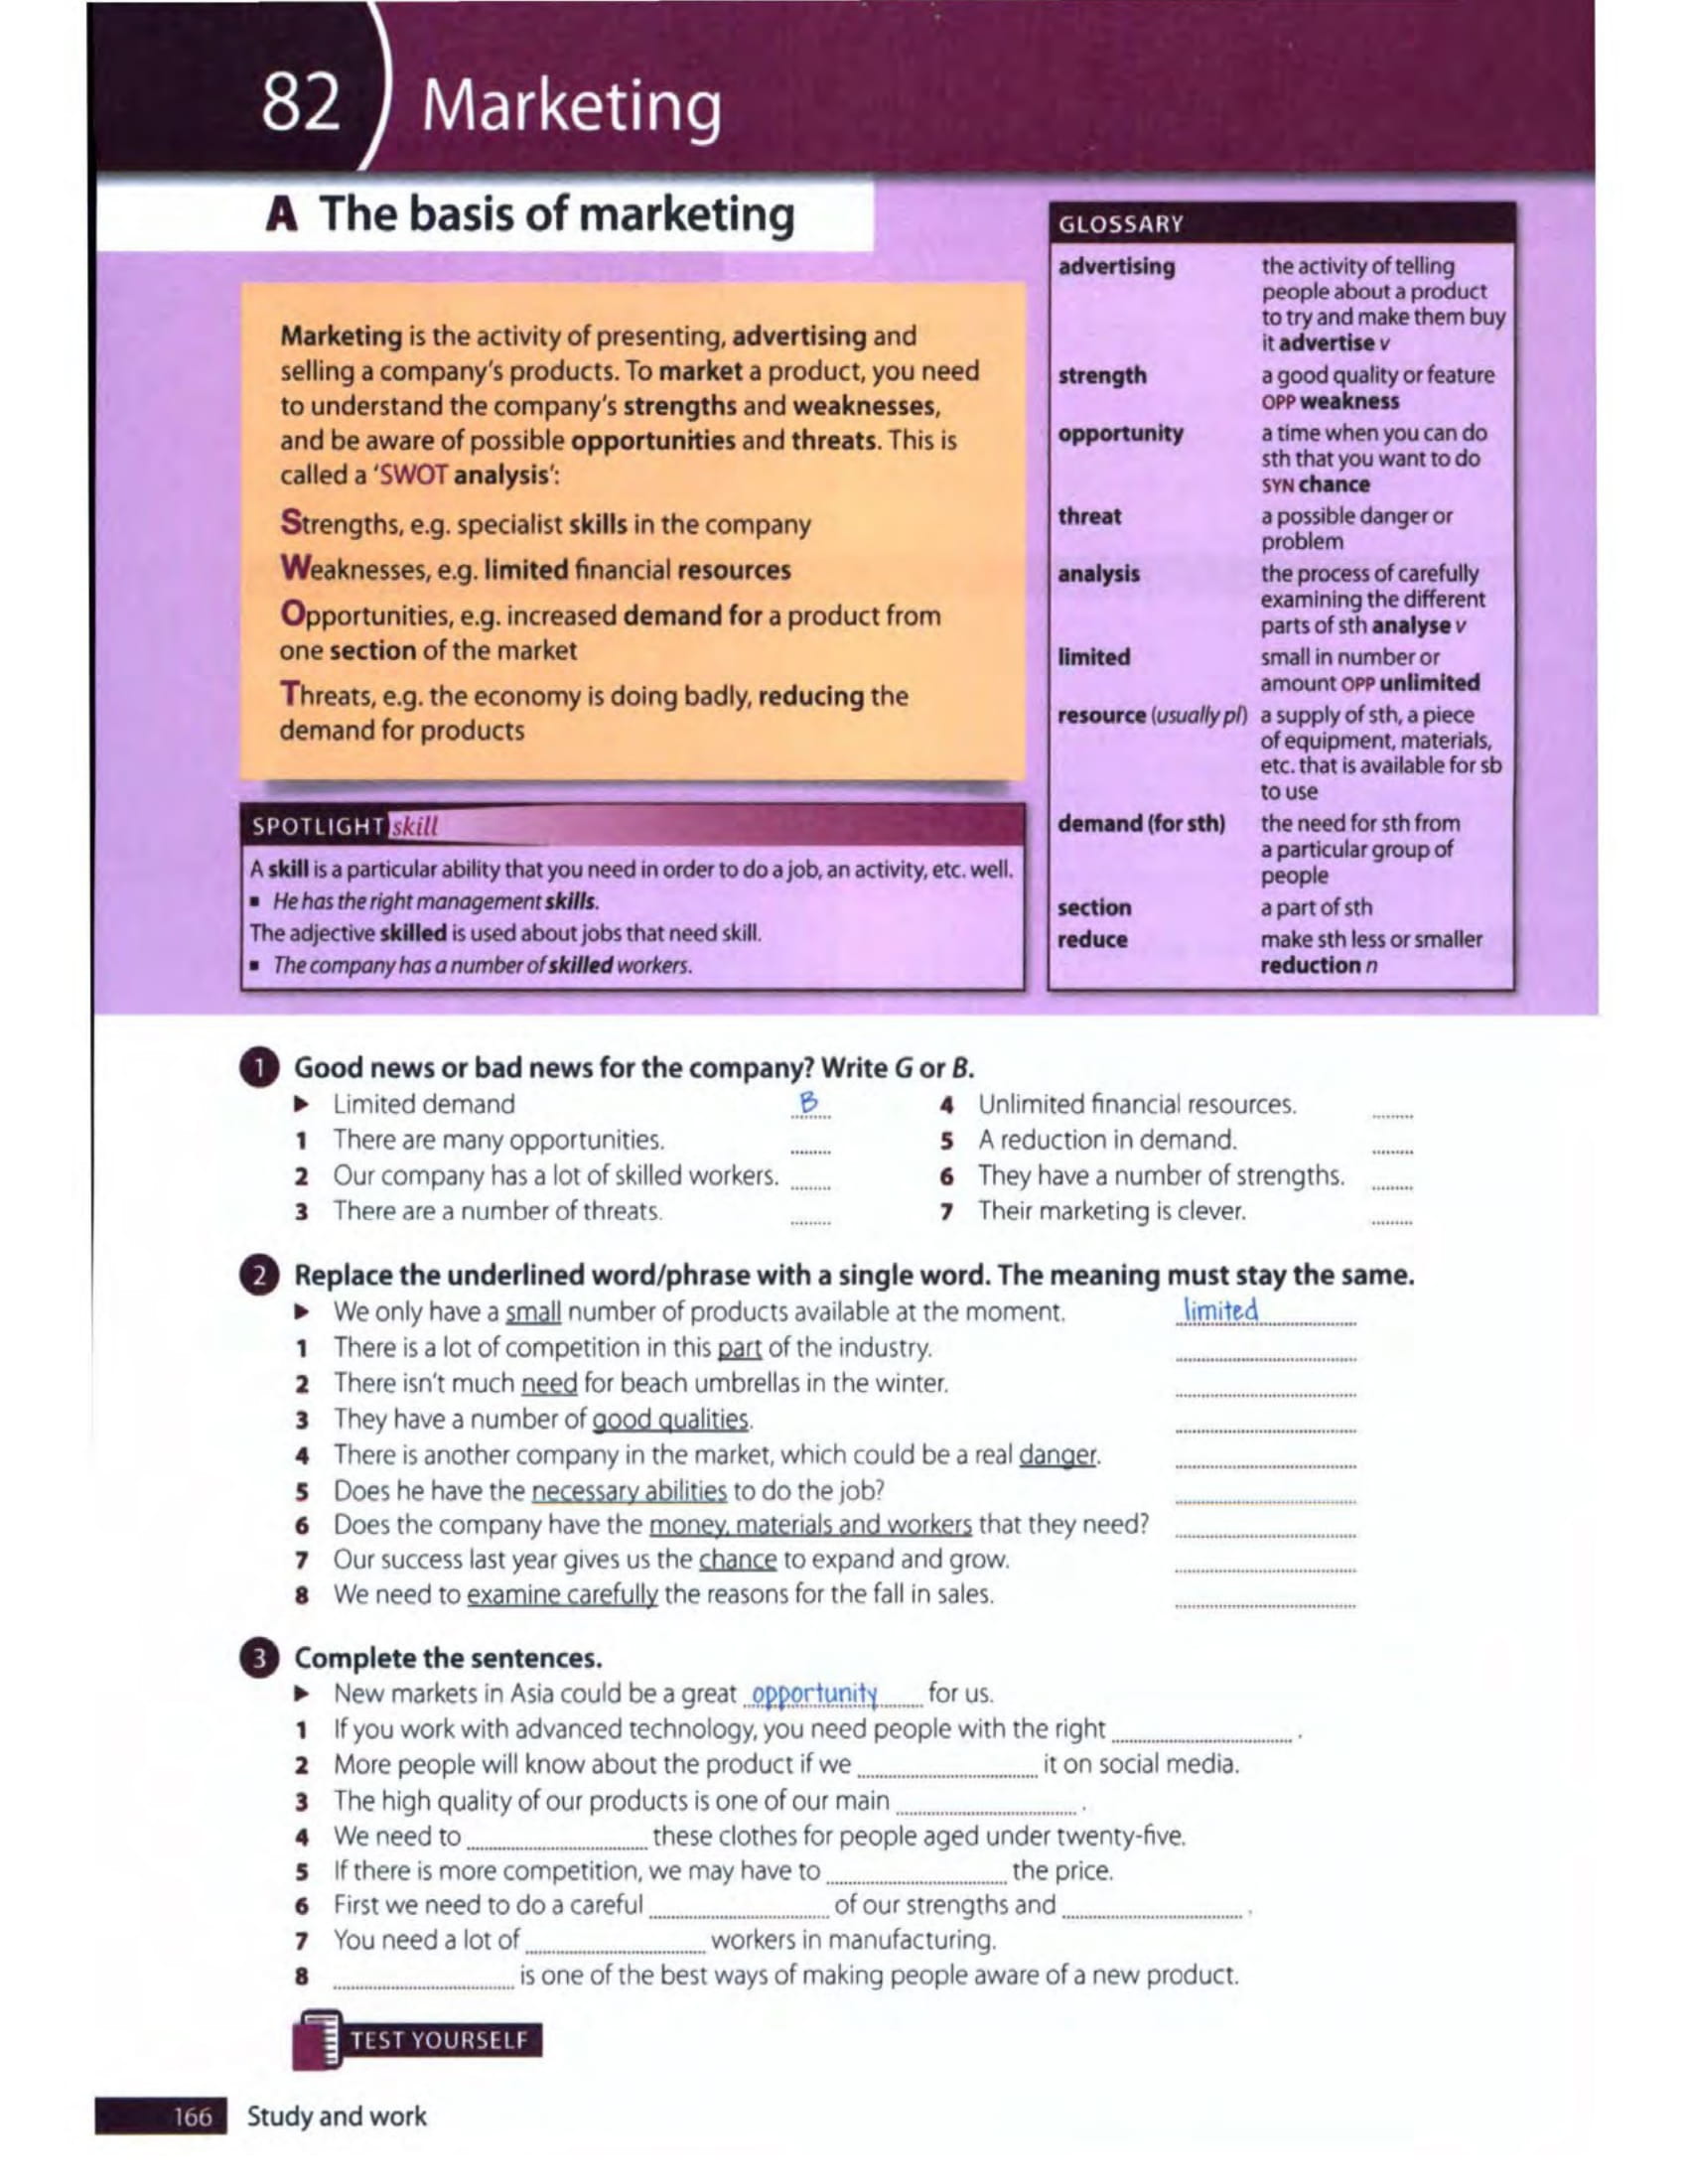 82 Marketing
A The basis of marketing
Marketing is the activity of presenting, advertising and
selling a company's products. To market a product, you need
to understand the company's strengths and weaknesses,
and be aware of possible opportunities and threats. This is
called a 'SWOT analysis':
Strengths, e.g. specialist skills in the company
Weaknesses, e.g. limited financial resources
Opportunities, e.g. increased demand for a product from
one section of the market
Threats, e.g. the economy is doing badly, reducing the
demand for products
SPOTLIGHT skill
A skill is a particular ability that you need in order to do a job, an activity, etc. well.
▪ He has the right management skills.
The adjective skilled is used about jobs that need skill.
▪ The company has a number of skilled workers.
GLOSSARY
advertising the activity of telling
people about a product
to try and make them buy
it advertise v
strength a good quality or feature
OPP weakness
opportunity a time when you can do
sth that you want to do
SYN chance
threat a possible danger or
problem
analysis the process of carefully
examining the different
parts of sth analyse v
limited small in number or
amount OPP unlimited
resource (usually pl) a supply of sth, a piece
of equipment, materials,
etc. that is available for sb
to use
demand (for sth) the need for sth from
a particular group of
people
section a part of sth
reduce make sth less or smaller
reduction n
1 Good news or bad news for the company? Write G or B.
▶ Limited demand B
1 There are many opportunities. ........
2 Our company has a lot of skilled workers. ........
3 There are a number of threats. ........
4 Unlimited financial resources. ........
5 A reduction in demand. ........
6 They have a number of strengths. ........
7 Their marketing is clever. ........
2 Replace the underlined word/phrase with a single word. The meaning must stay the same.
▶ We only have a small number of products available at the moment. limited
1 There is a lot of competition in this part of the industry. ........
2 There isn't much need for beach umbrellas in the winter. ........
3 They have a number of good qualities. ........
4 There is another company in the market, which could be a real danger. ........
5 Does he have the necessary abilities to do the job? ........
6 Does the company have the money, materials and workers that they need? ........
7 Our success last year gives us the chance to expand and grow. ........
8 We need to examine carefully the reasons for the fall in sales. ........
3 Complete the sentences.
▶ New markets in Asia could be a great opportunity for us.
1 If you work with advanced technology, you need people with the right ........ .
2 More people will know about the product if we ........ it on social media.
3 The high quality of our products is one of our main ........ .
4 We need to ........ these clothes for people aged under twenty-five.
5 If there is more competition, we may have to ........ the price.
6 First we need to do a careful ........ of our strengths and ........ .
7 You need a lot of ........ workers in manufacturing.
8 ........ is one of the best ways of making people aware of a new product.
TEST YOURSELF
166 Study and work